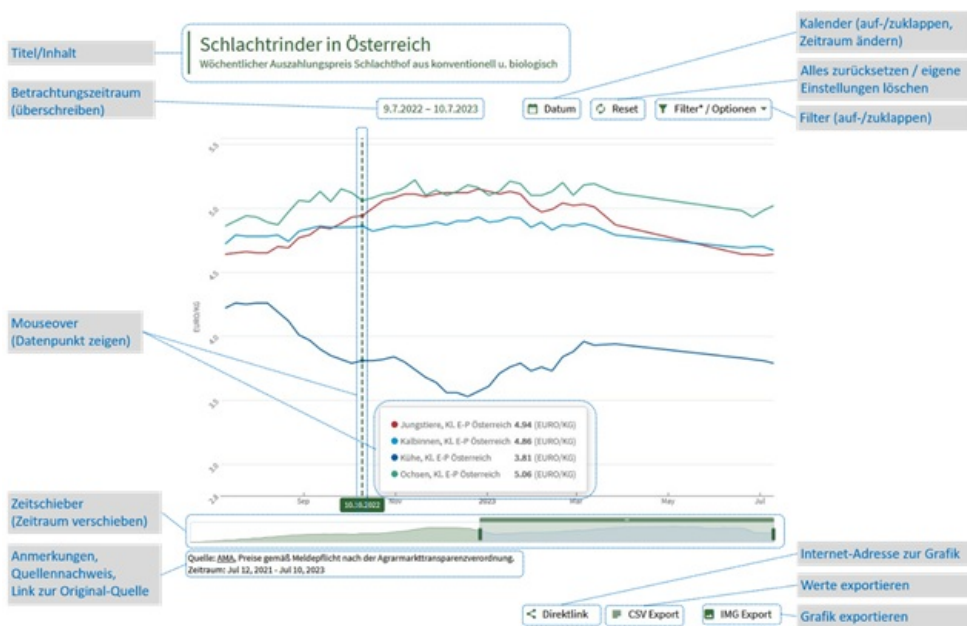 Kalender (auf-/zuklappen,
Zeitraum ändern)
Titel/Inhalt
Schlachtrinder in Österreich
Wöchentlicher Auszahlungspreis Schlachthof aus konventionell u. biologisch
Alles zurücksetzen / eigene
Einstellungen löschen
Betrachtungszeitraum
(überschreiben)
9.7.2022 – 10.7.2023
Datum
Reset
Filter* / Optionen
Filter (auf-/zuklappen)
5.5
5.0
4.5
EURO/KG
4.0
3.5
3.0
2.8
Mouseover
(Datenpunkt zeigen)
Jungstiere, Kl. E-P Österreich 4.94 (EURO/KG)
Kalbinnen, Kl. E-P Österreich 4.86 (EURO/KG)
Kühe, Kl. E-P Österreich 3.81 (EURO/KG)
Ochsen, Kl. E-P Österreich 5.06 (EURO/KG)
Sep
10.10.2022
Nov
2023
Mar
May
Jul
Zeitschieber
(Zeitraum verschieben)
Anmerkungen,
Quellennachweis,
Link zur Original-Quelle
Quelle: AMA, Preise gemäß Meldepflicht nach der Agrarmarkttransparenzverordnung.
Zeitraum: Jul 12, 2021 - Jul 10, 2023
Internet-Adresse zur Grafik
Werte exportieren
Direktlink
CSV Export
IMG Export
Grafik exportieren